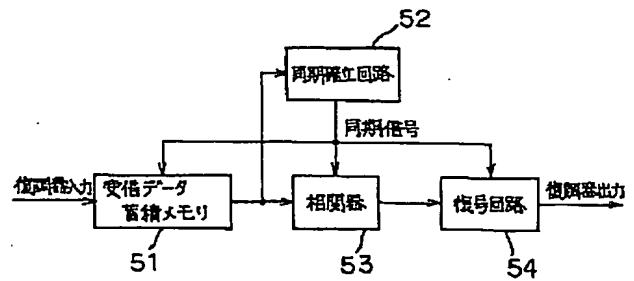 52
同期確立回路
同期信号
復調器入力
受信データ
蓄積メモリ
相関器
復号回路
復調器出力
51
53
54